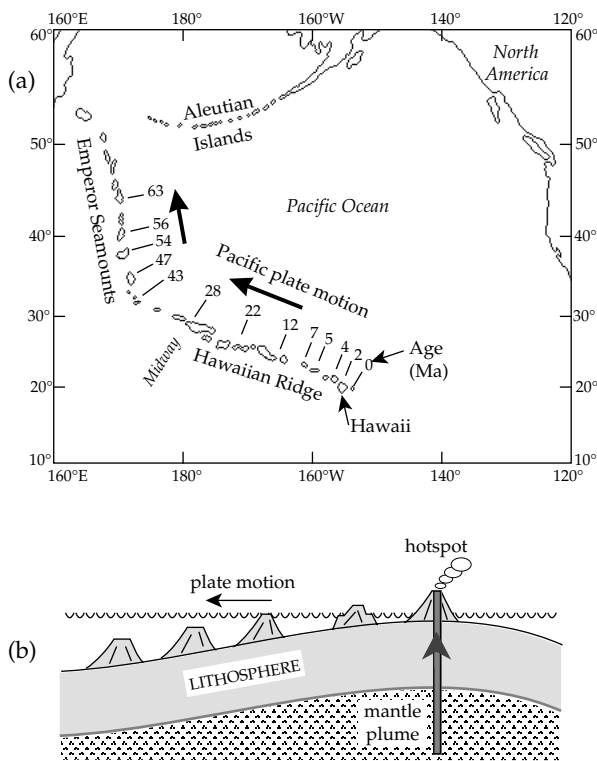 160°E 180° 160°W 140° 120°
60° 60°
(a)
North
America
Aleutian
Islands
50° 50°
Emperor Seamounts
63
Pacific Ocean
56
40° 54 40°
47
Pacific plate motion
43
28
30° 30°
22
12
7
5
4
2
0
Age
(Ma)
Midway
Hawaiian Ridge
20° 20°
Hawaii
10° 10°
160°E 180° 160°W 140° 120°
hotspot
plate motion
(b)
LITHOSPHERE
mantle
plume